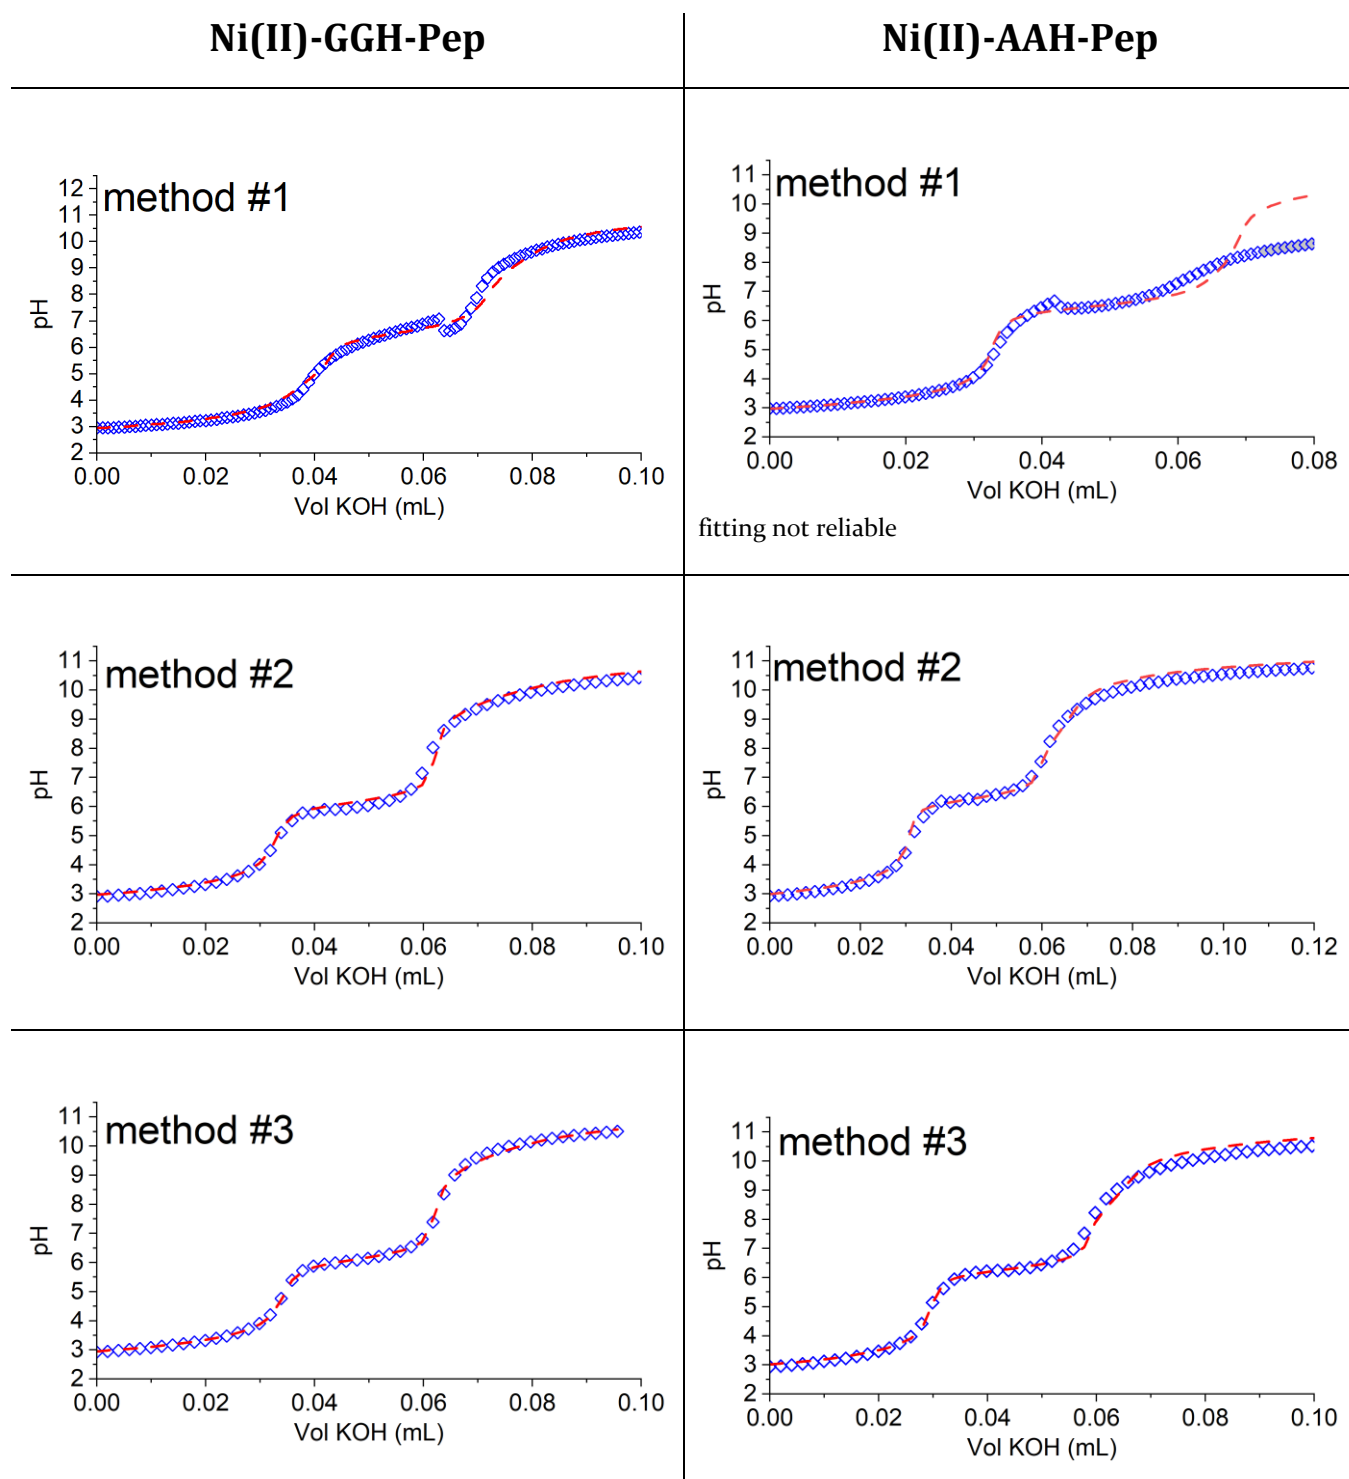 Ni(II)-GGH-Pep
Ni(II)-AAH-Pep
method #1
pH
12
11
10
9
8
7
6
5
4
3
2
0.00 0.02 0.04 0.06 0.08 0.10
Vol KOH (mL)
method #1
pH
11
10
9
8
7
6
5
4
3
2
0.00 0.02 0.04 0.06 0.08
Vol KOH (mL)
fitting not reliable
method #2
pH
11
10
9
8
7
6
5
4
3
2
0.00 0.02 0.04 0.06 0.08 0.10
Vol KOH (mL)
method #2
pH
11
10
9
8
7
6
5
4
3
2
0.00 0.02 0.04 0.06 0.08 0.10 0.12
Vol KOH (mL)
method #3
pH
11
10
9
8
7
6
5
4
3
2
0.00 0.02 0.04 0.06 0.08 0.10
Vol KOH (mL)
method #3
pH
11
10
9
8
7
6
5
4
3
2
0.00 0.02 0.04 0.06 0.08 0.10
Vol KOH (mL)